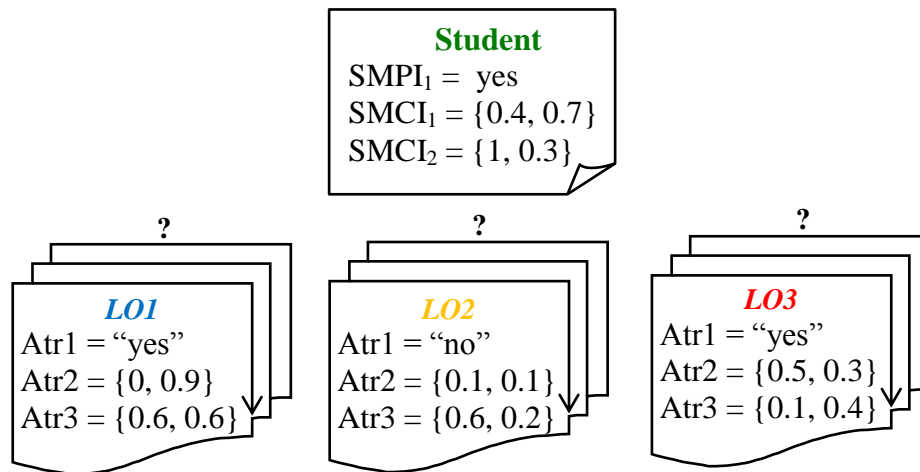 Student
SMPI₁ = yes
SMCI₁ = {0.4, 0.7}
SMCI₂ = {1, 0.3}
?
?
?
LO1
Atr1 = “yes”
Atr2 = {0, 0.9}
Atr3 = {0.6, 0.6}
LO2
Atr1 = “no”
Atr2 = {0.1, 0.1}
Atr3 = {0.6, 0.2}
LO3
Atr1 = “yes”
Atr2 = {0.5, 0.3}
Atr3 = {0.1, 0.4}